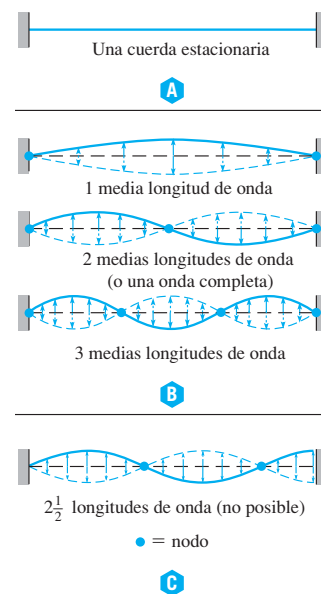 Una cuerda estacionaria
A
1 media longitud de onda
2 medias longitudes de onda
(o una onda completa)
3 medias longitudes de onda
B
2½ longitudes de onda (no posible)
= nodo
C